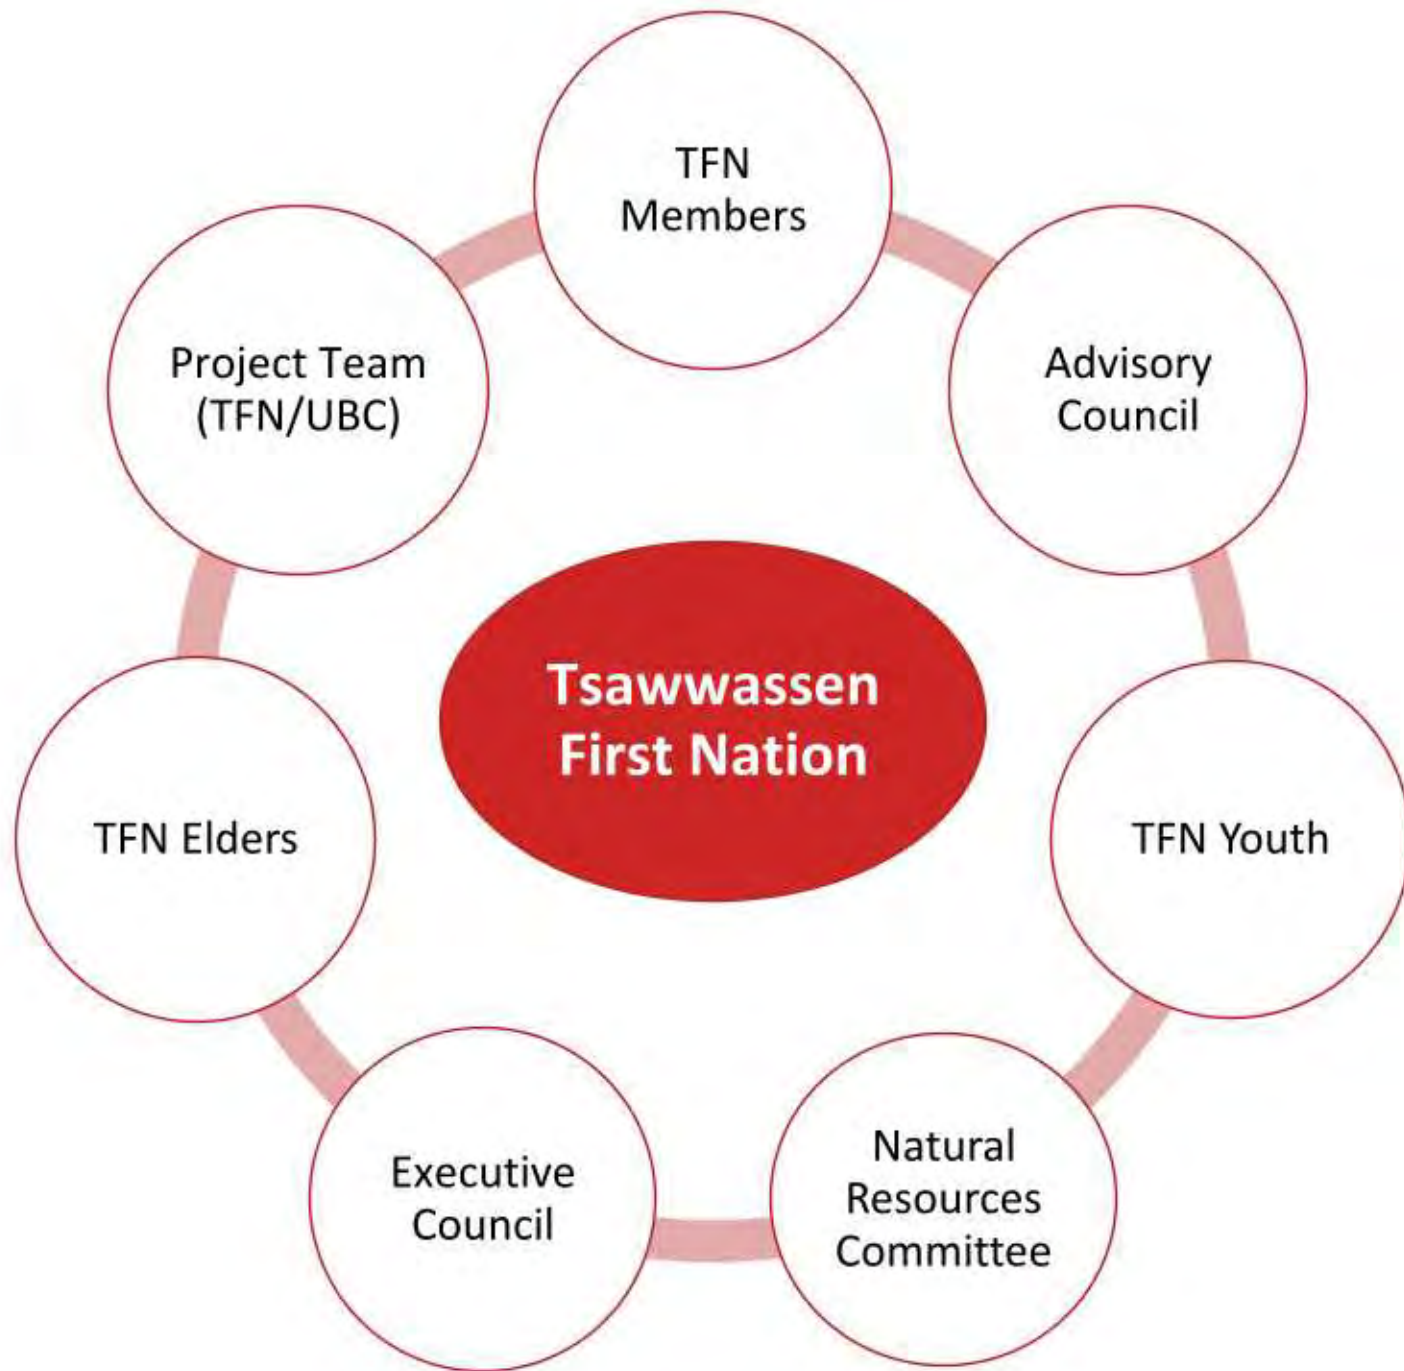 TFN
Members
Project Team
(TFN/UBC)
Advisory
Council
Tsawwassen
First Nation
TFN Elders
TFN Youth
Executive
Council
Natural
Resources
Committee